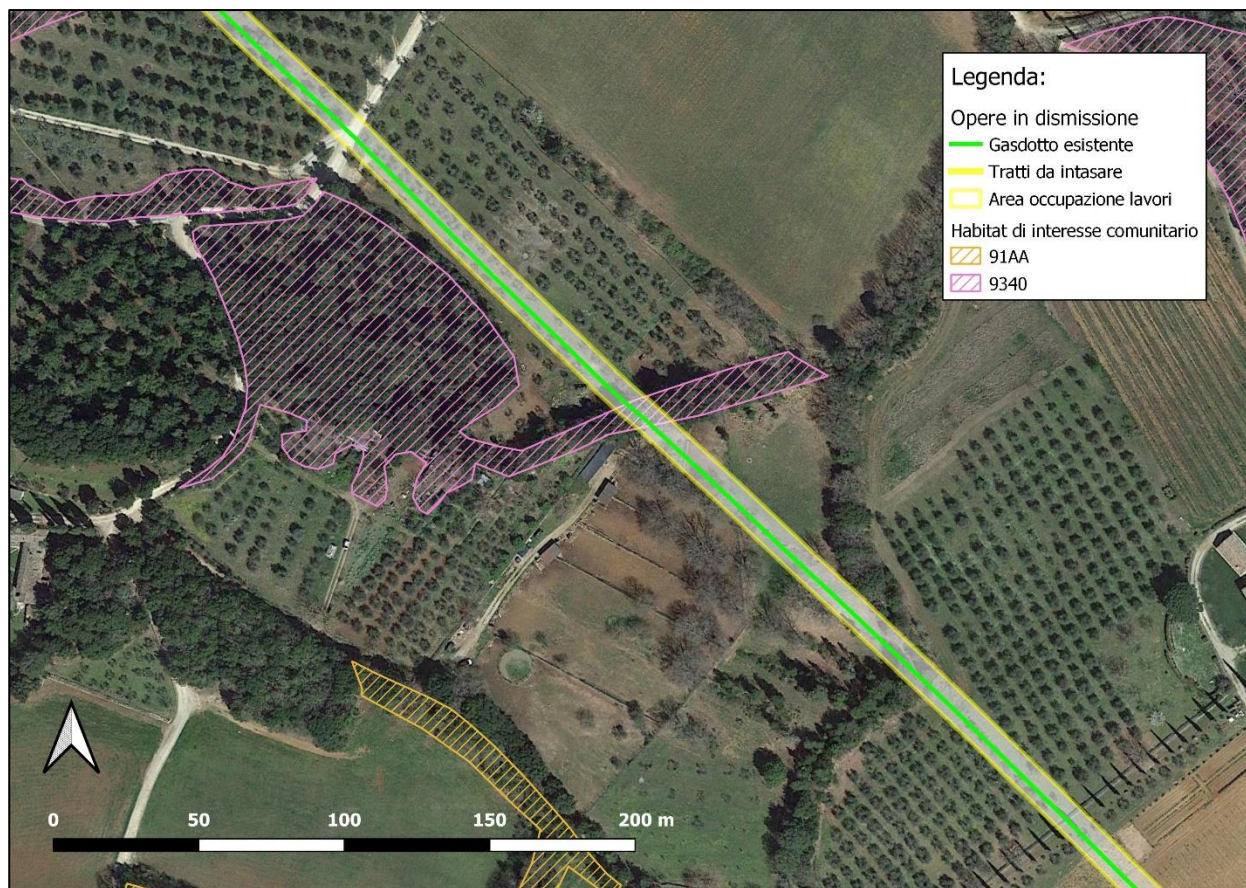 Legenda:
Opere in dismissione
Gasdotto esistente
Tratti da intasare
Area occupazione lavori
Habitat di interesse comunitario
91AA
9340
0 50 100 150 200 m